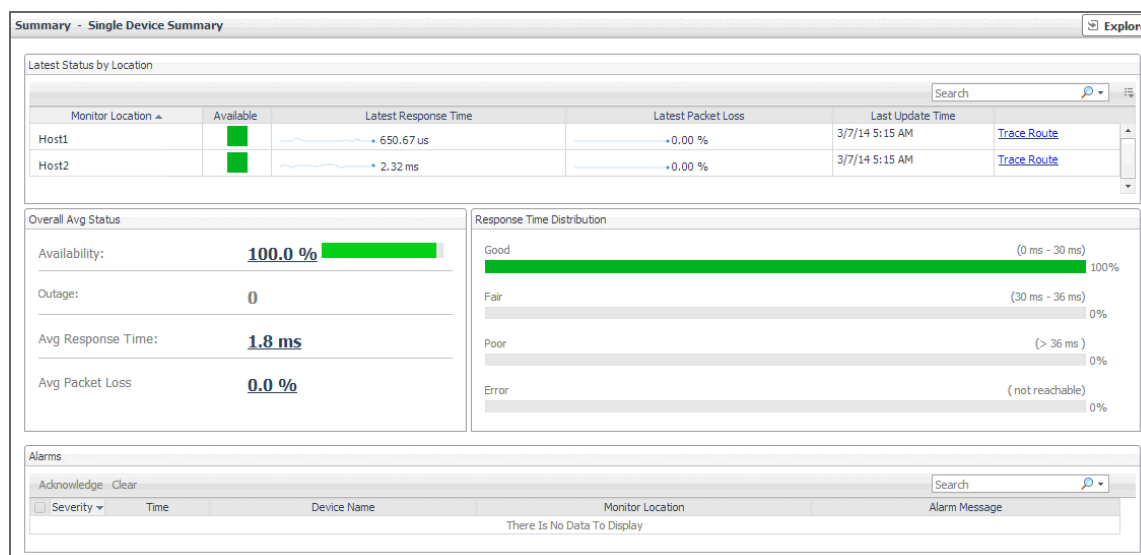 Summary - Single Device Summary
Explor
Latest Status by Location
Search
Monitor Location Available Latest Response Time Latest Packet Loss Last Update Time
Host1 650.67 us 0.00 % 3/7/14 5:15 AM Trace Route
Host2 2.32 ms 0.00 % 3/7/14 5:15 AM Trace Route
Overall Avg Status
Availability: 100.0 %
Outage: 0
Avg Response Time: 1.8 ms
Avg Packet Loss 0.0 %
Response Time Distribution
Good (0 ms - 30 ms)
100%
Fair (30 ms - 36 ms)
0%
Poor (> 36 ms )
0%
Error ( not reachable)
0%
Alarms
Acknowledge Clear Search
Severity Time Device Name Monitor Location Alarm Message
There Is No Data To Display